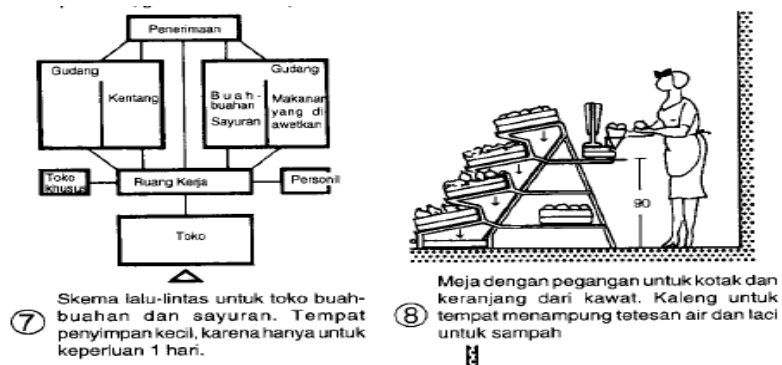 Penerimaan
Gudang
Kentang
Gudang
Buah-
buahan
Sayuran
Makanan
yang di
awetkan
Toko
khusus
Ruang Kerja
Personil
Toko
⑦ Skema lalu-lintas untuk toko buah-
buahan dan sayuran. Tempat
penyimpan kecil, karena hanya untuk
keperluan 1 hari.
90
⑧ Meja dengan pegangan untuk kotak dan
keranjang dari kawat. Kaleng untuk
tempat menampung tetesan air dan laci
untuk sampah